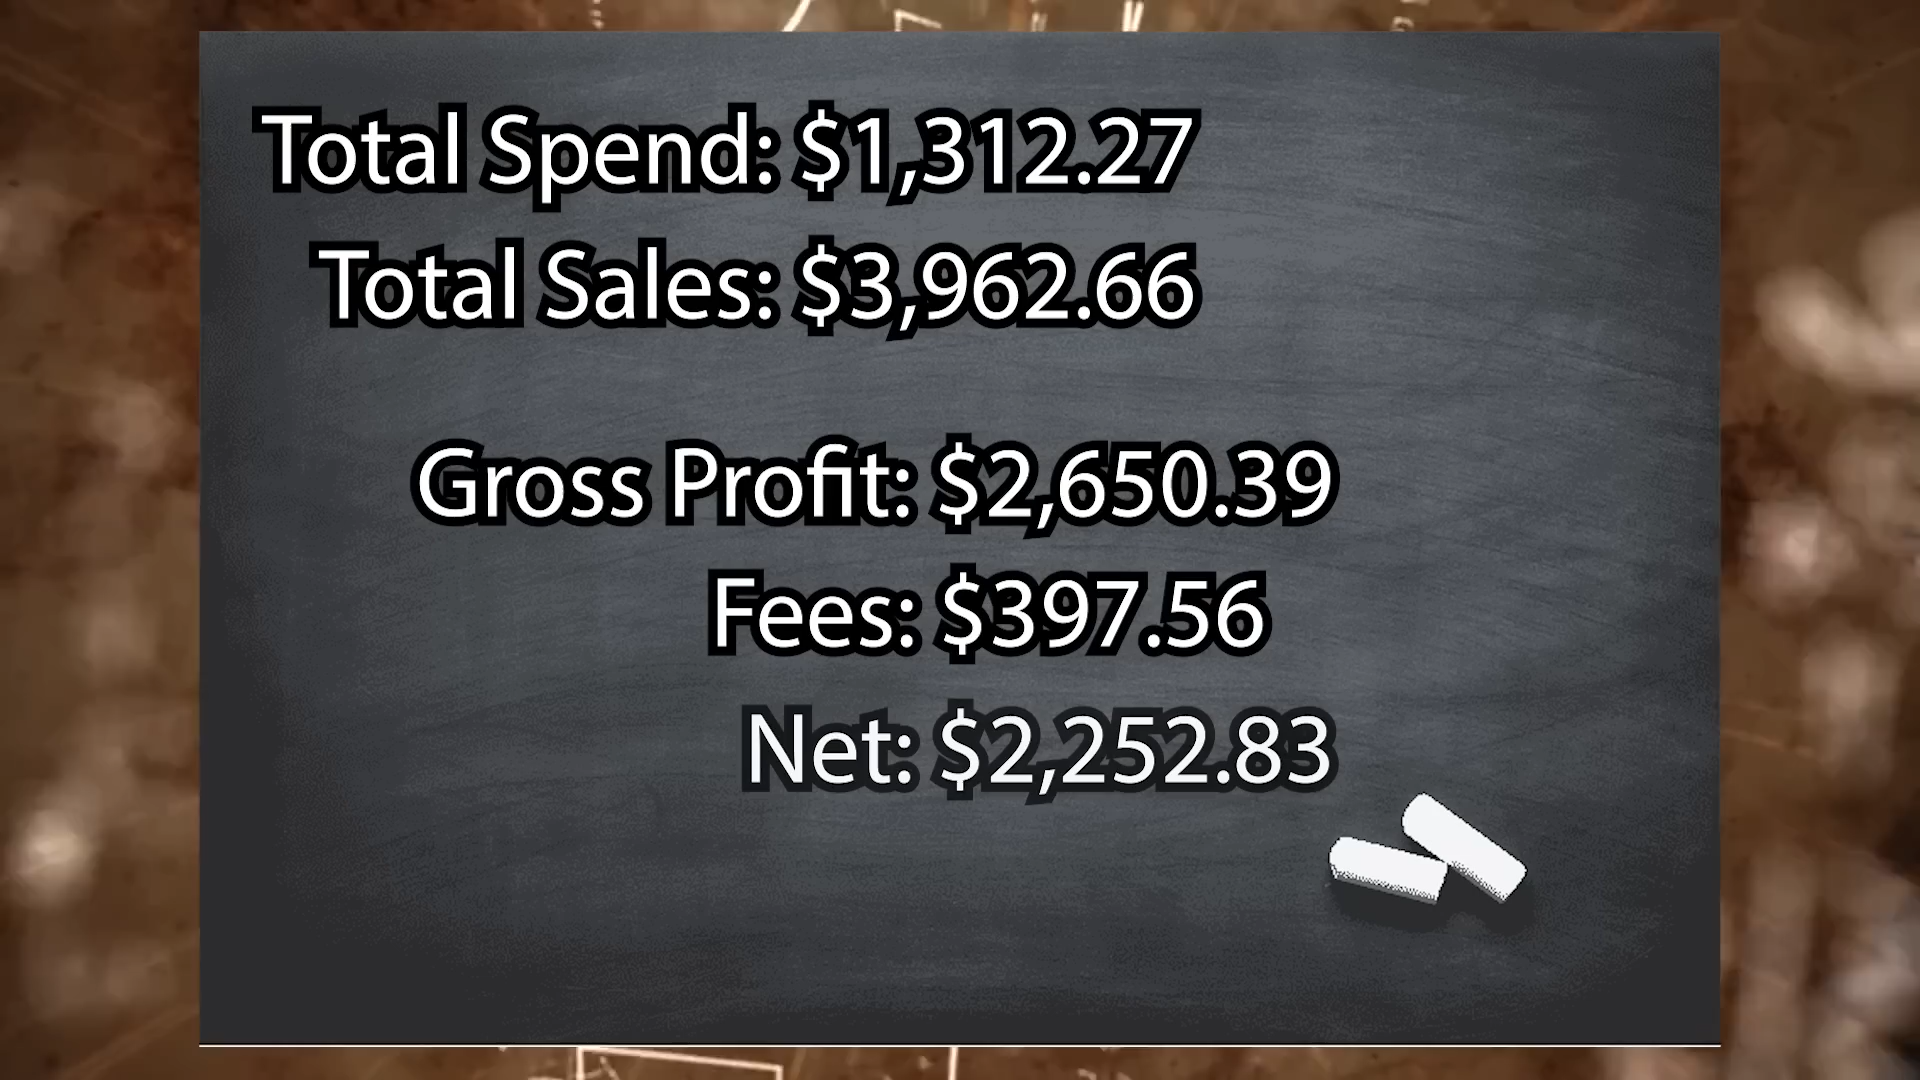 Total Spend: $1,312.27
Total Sales: $3,962.66
Gross Profit: $2,650.39
Fees: $397.56
Net: $2,252.83